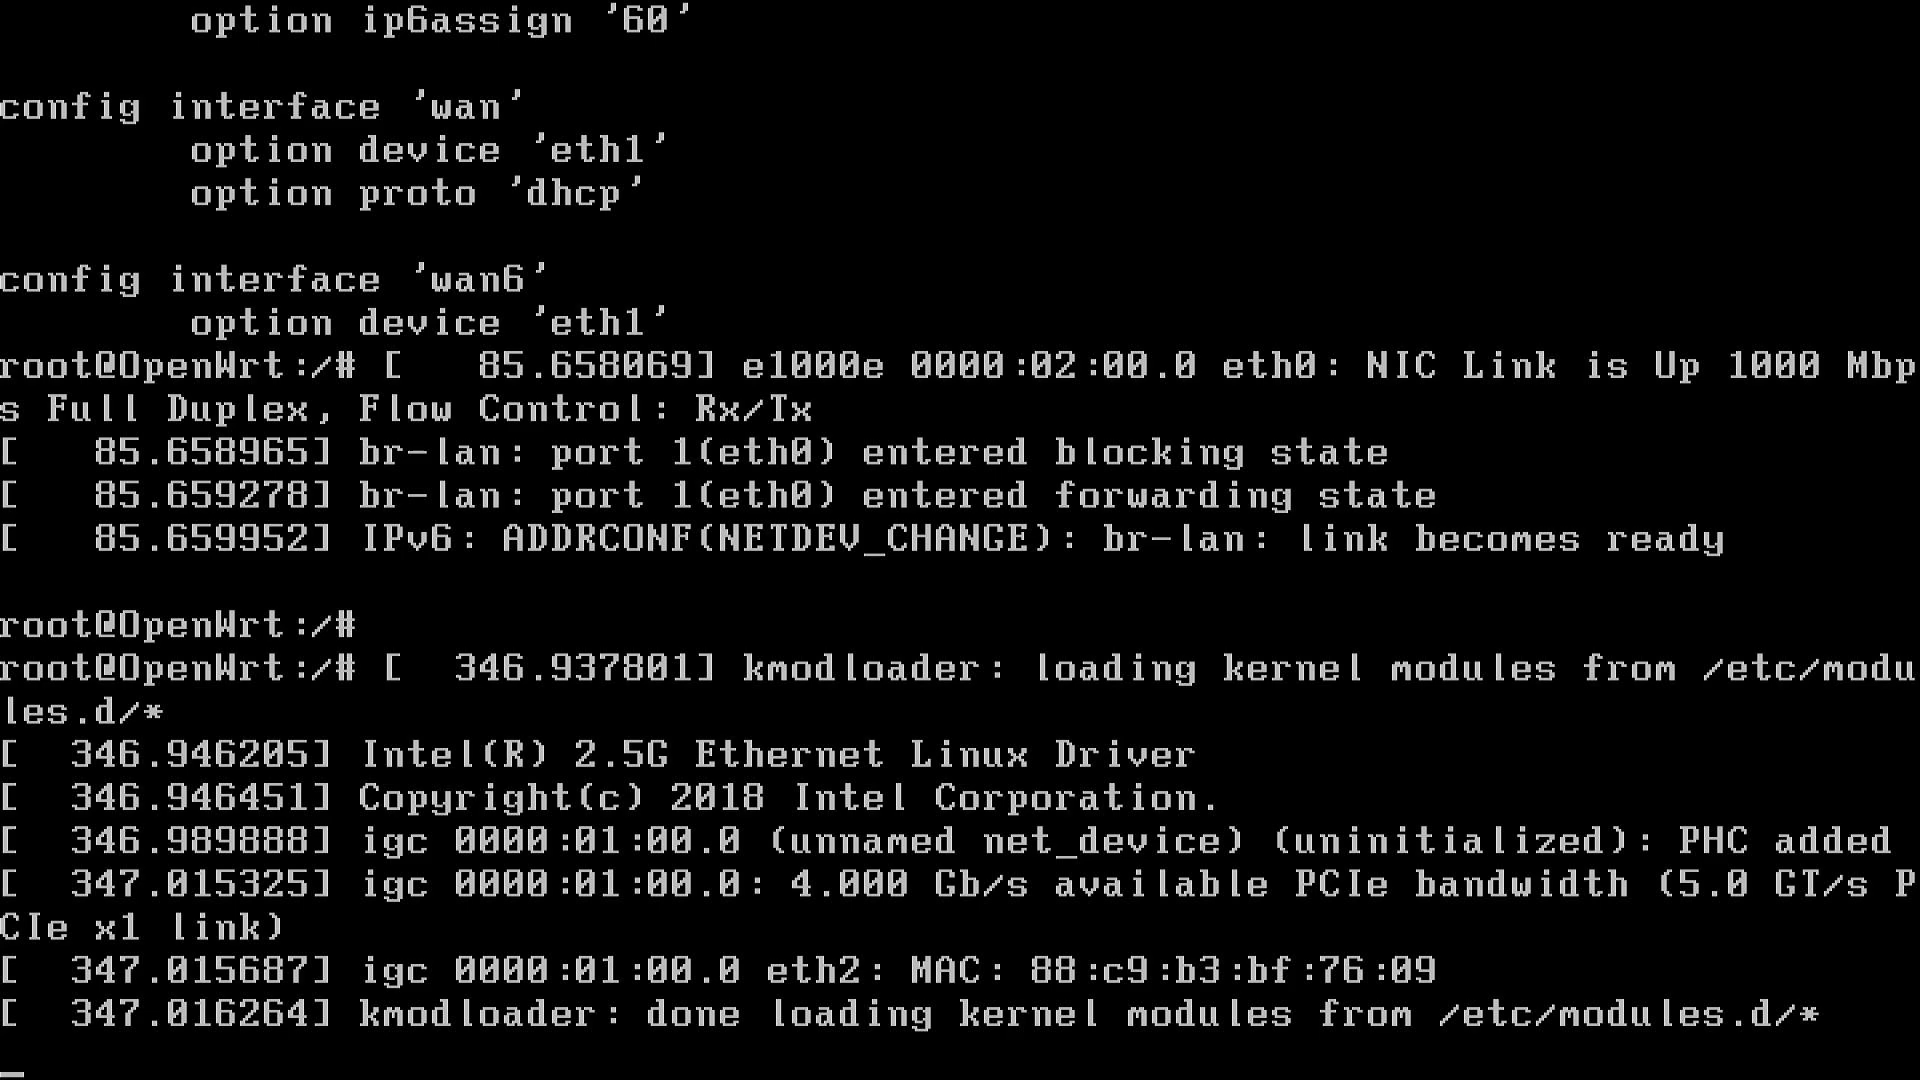 option ip6assign '60'
config interface 'wan'
option device 'eth1'
option proto 'dhcp'
config interface 'wan6'
option device 'eth1'
root@OpenWrt:/# [   85.658069] e1000e 0000:02:00.0 eth0: NIC Link is Up 1000 Mbp
s Full Duplex, Flow Control: Rx/Tx
[   85.658965] br-lan: port 1(eth0) entered blocking state
[   85.659278] br-lan: port 1(eth0) entered forwarding state
[   85.659952] IPv6: ADDRCONF(NETDEV_CHANGE): br-lan: link becomes ready
root@OpenWrt:/#
root@OpenWrt:/# [  346.937801] kmodloader: loading kernel modules from /etc/modu
les.d/*
[  346.946205] Intel(R) 2.5G Ethernet Linux Driver
[  346.946451] Copyright(c) 2018 Intel Corporation.
[  346.989888] igc 0000:01:00.0 (unnamed net_device) (uninitialized): PHC added
[  347.015325] igc 0000:01:00.0: 4.000 Gb/s available PCIe bandwidth (5.0 GT/s P
CIe x1 link)
[  347.015687] igc 0000:01:00.0 eth2: MAC: 88:c9:b3:bf:76:09
[  347.016264] kmodloader: done loading kernel modules from /etc/modules.d/*